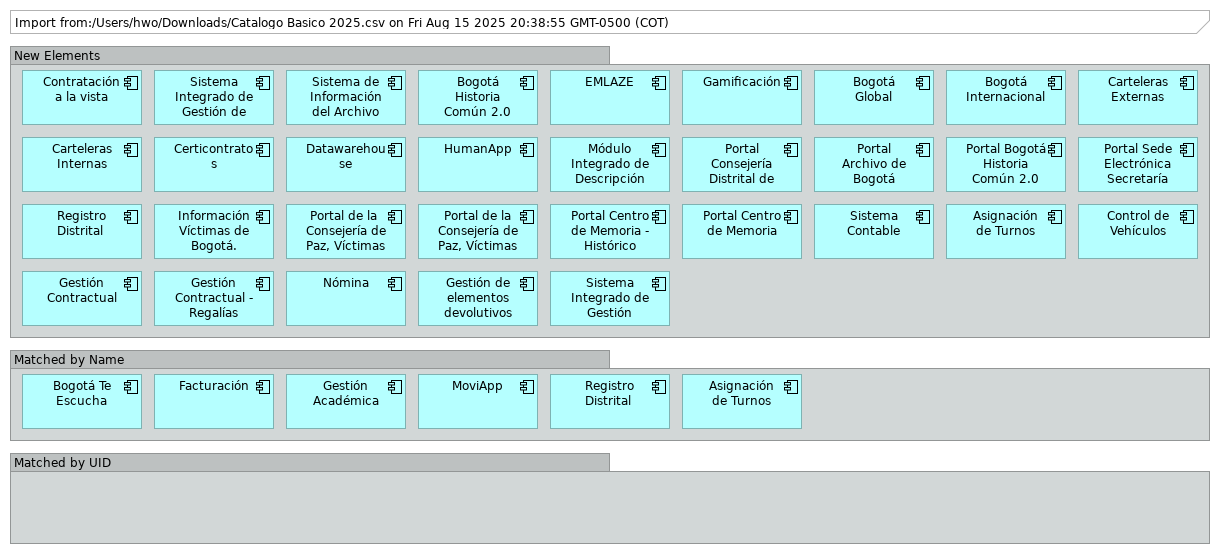 Import from:/Users/hwo/Downloads/Catalogo Basico 2025.csv on Fri Aug 15 2025 20:38:55 GMT-0500 (COT)
New Elements
Contratación
a la vista
Sistema
Integrado de
Gestión de
Sistema de
Información
del Archivo
Bogotá
Historia
Común 2.0
EMLAZE
Gamificación
Bogotá
Global
Bogotá
Internacional
Carteleras
Externas
Carteleras
Internas
Certicontrato
s
Datawarehou
se
HumanApp
Módulo
Integrado de
Descripción
Portal
Consejería
Distrital de
Portal
Archivo de
Bogotá
Portal Bogotá
Historia
Común 2.0
Portal Sede
Electrónica
Secretaría
Registro
Distrital
Información
Víctimas de
Bogotá.
Portal de la
Consejería de
Paz, Víctimas
Portal de la
Consejería de
Paz, Víctimas
Portal Centro
de Memoria -
Histórico
Portal Centro
de Memoria
Sistema
Contable
Asignación
de Turnos
Control de
Vehículos
Gestión
Contractual
Gestión
Contractual -
Regalías
Nómina
Gestión de
elementos
devolutivos
Sistema
Integrado de
Gestión
Matched by Name
Bogotá Te
Escucha
Facturación
Gestión
Académica
MoviApp
Registro
Distrital
Asignación
de Turnos
Matched by UID